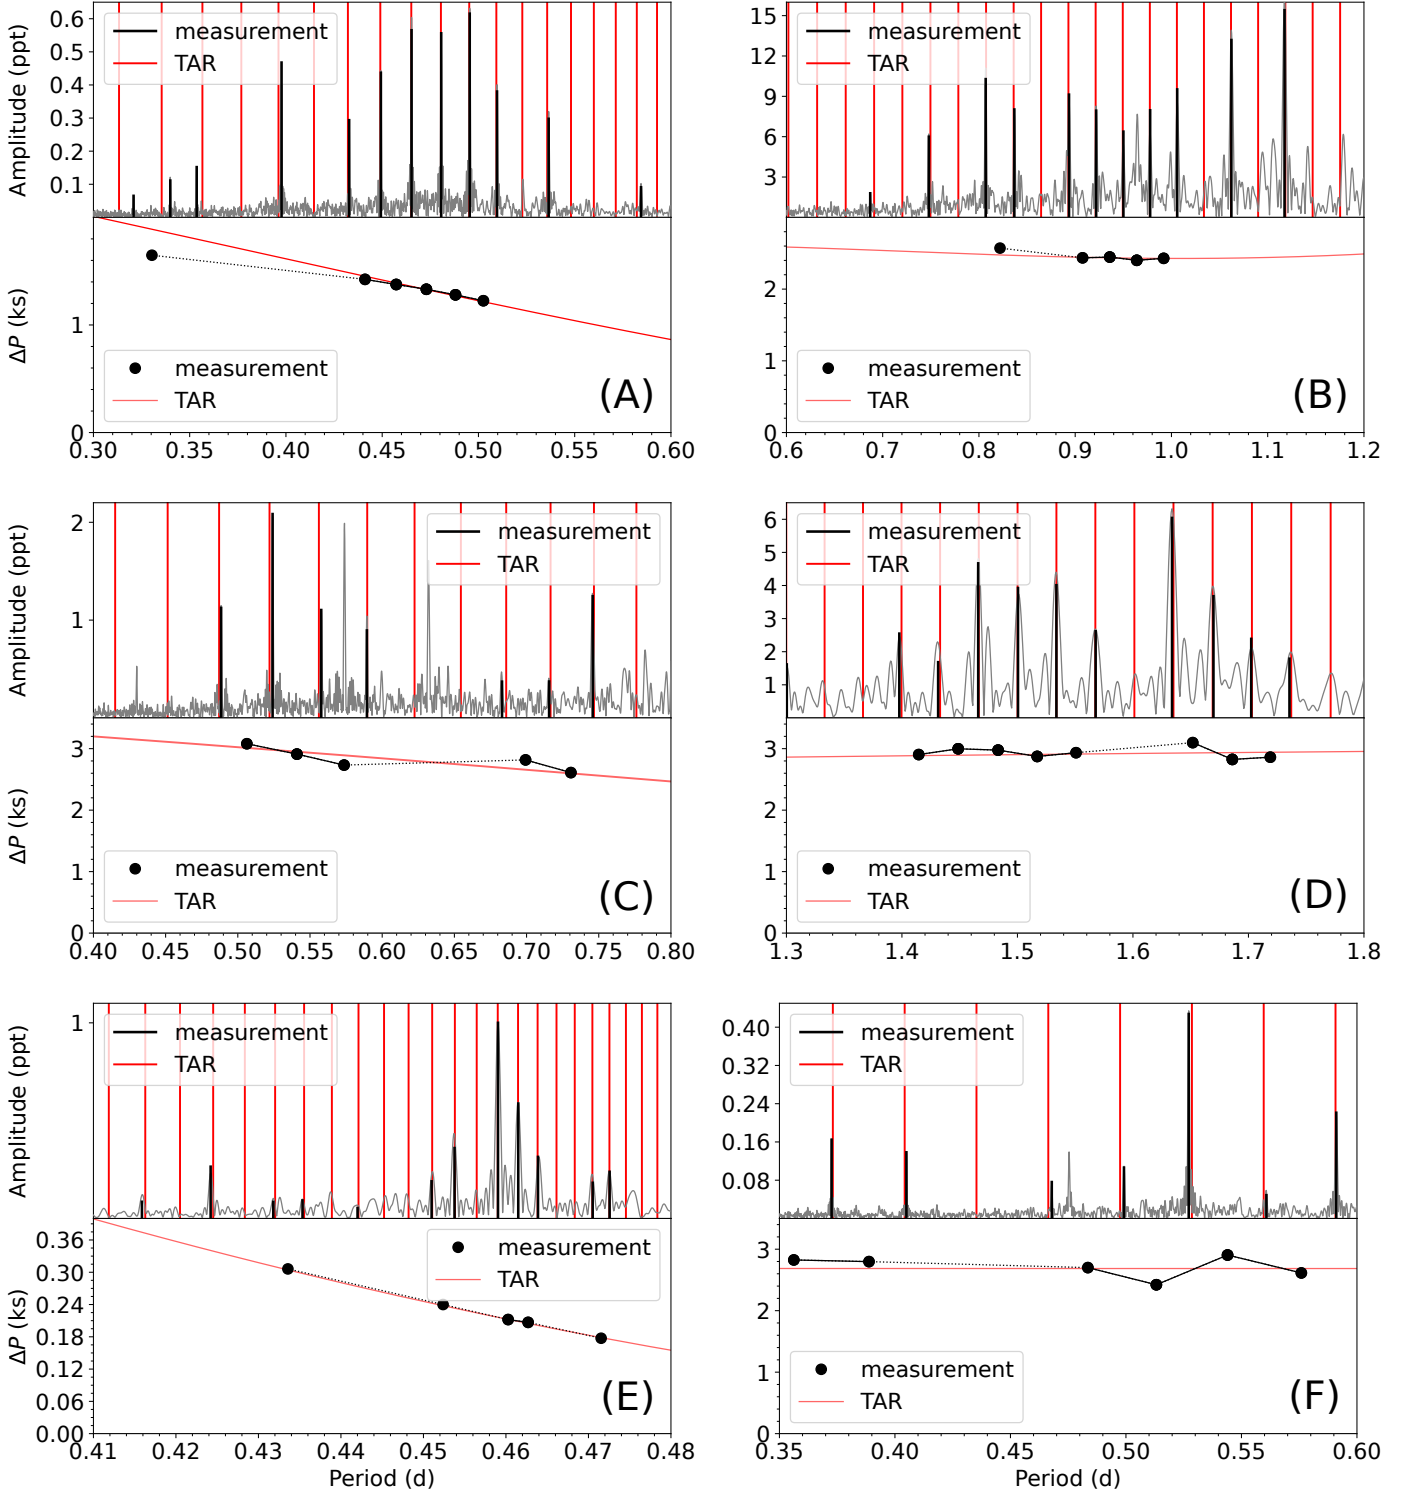 0.6
0.5
0.4
0.3
0.2
0.1
Amplitude (ppt)
measurement
TAR
1
0
ΔP (ks)
measurement
TAR
(A)
0.30 0.35 0.40 0.45 0.50 0.55 0.60
15
12
9
6
3
measurement
TAR
2
1
0
measurement
TAR
(B)
0.6 0.7 0.8 0.9 1.0 1.1 1.2
2
1
Amplitude (ppt)
measurement
TAR
3
2
1
0
ΔP (ks)
measurement
TAR
(C)
0.40 0.45 0.50 0.55 0.60 0.65 0.70 0.75 0.80
6
5
4
3
2
1
measurement
TAR
3
2
1
0
measurement
TAR
(D)
1.3 1.4 1.5 1.6 1.7 1.8
1
Amplitude (ppt)
measurement
TAR
0.36
0.30
0.24
0.18
0.12
0.06
0.00
ΔP (ks)
measurement
TAR
(E)
0.41 0.42 0.43 0.44 0.45 0.46 0.47 0.48
Period (d)
0.40
0.32
0.24
0.16
0.08
measurement
TAR
3
2
1
0
measurement
TAR
(F)
0.35 0.40 0.45 0.50 0.55 0.60
Period (d)